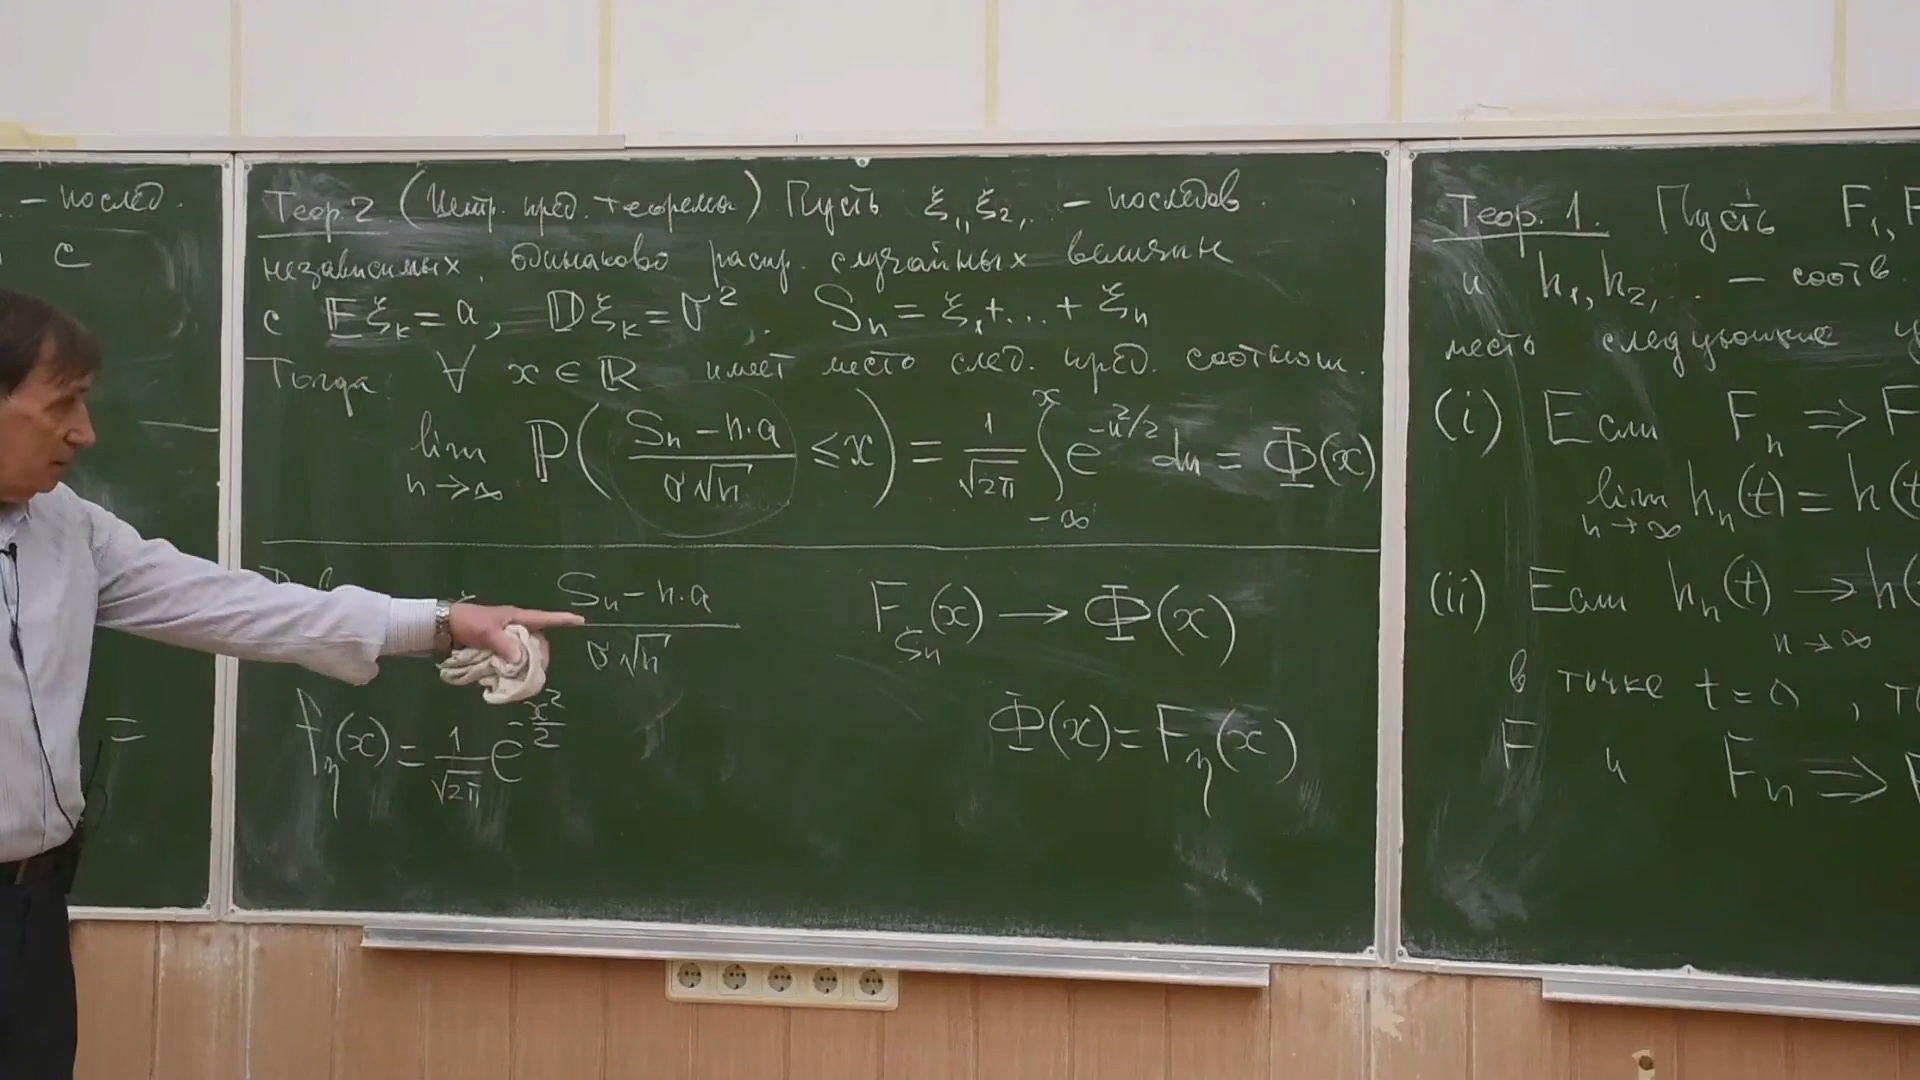 – послед.
с
=
Теор. 2 (Центр. пред. теорема) Пусть ξ₁, ξ₂, … – последов.
независимых, одинаково распр. случайных величин
с 𝔼ξₖ = a, 𝔻ξₖ = σ², Sₙ = ξ₁ + … + ξₙ
Тогда ∀ x ∈ ℝ имеет место след. пред. соотнош.
lim n→∞ ℙ( (Sₙ – n·a)/(σ√n) ≤ x ) = 1/√2π ∫_{-∞}^{x} e^{-u²/2} du = Φ(x)
(Sₙ – n·a)/(σ√n) F_{Sₙ}(x) → Φ(x)
f_η(x) = 1/√2π e^{-x²/2} Φ(x) = F_η(x)
Теор. 1. Пусть F₁,
и h₁, h₂, … – соотв.
место следующие
(i) Если Fₙ ⇒ F
lim n→∞ hₙ(t) = h(t
(ii) Если hₙ(t) → n→∞ h(
в точке t = 0,
F и Fₙ ⇒